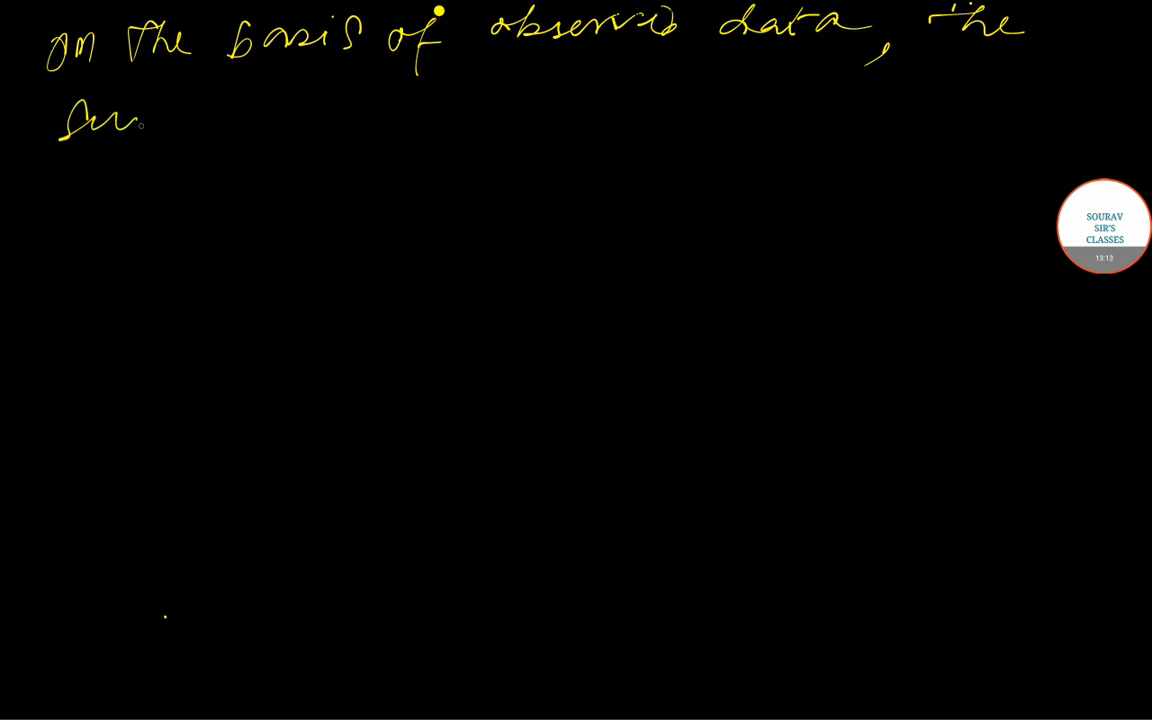 on the basis of observed data, the
SOURAV
SIR'S
CLASSES
13:13